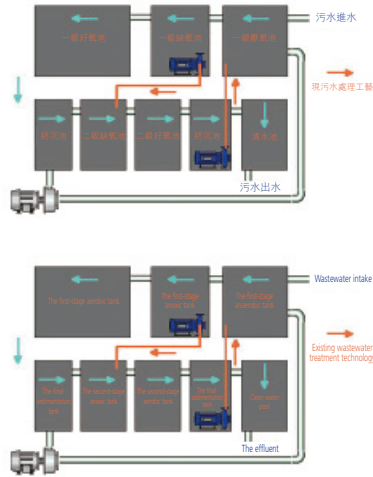 污水進水
一級好氧池
一級缺氧池
一級厭氧池
現污水處理工藝
終沉池
二級缺氧池
二級好氧池
終沉池
清水池
污水出水
Wastewater intake
The first-stage aerobic tank
The first-stage
anoxic tank
The first-stage
anaerobic tank
Existing wastewater
treatment technology
The final
sedimentation
tank
The second-stage
anoxic tank
The second-stage
aerobic tank
The final
sedimentation
tank
Clean water
pool
The effluent